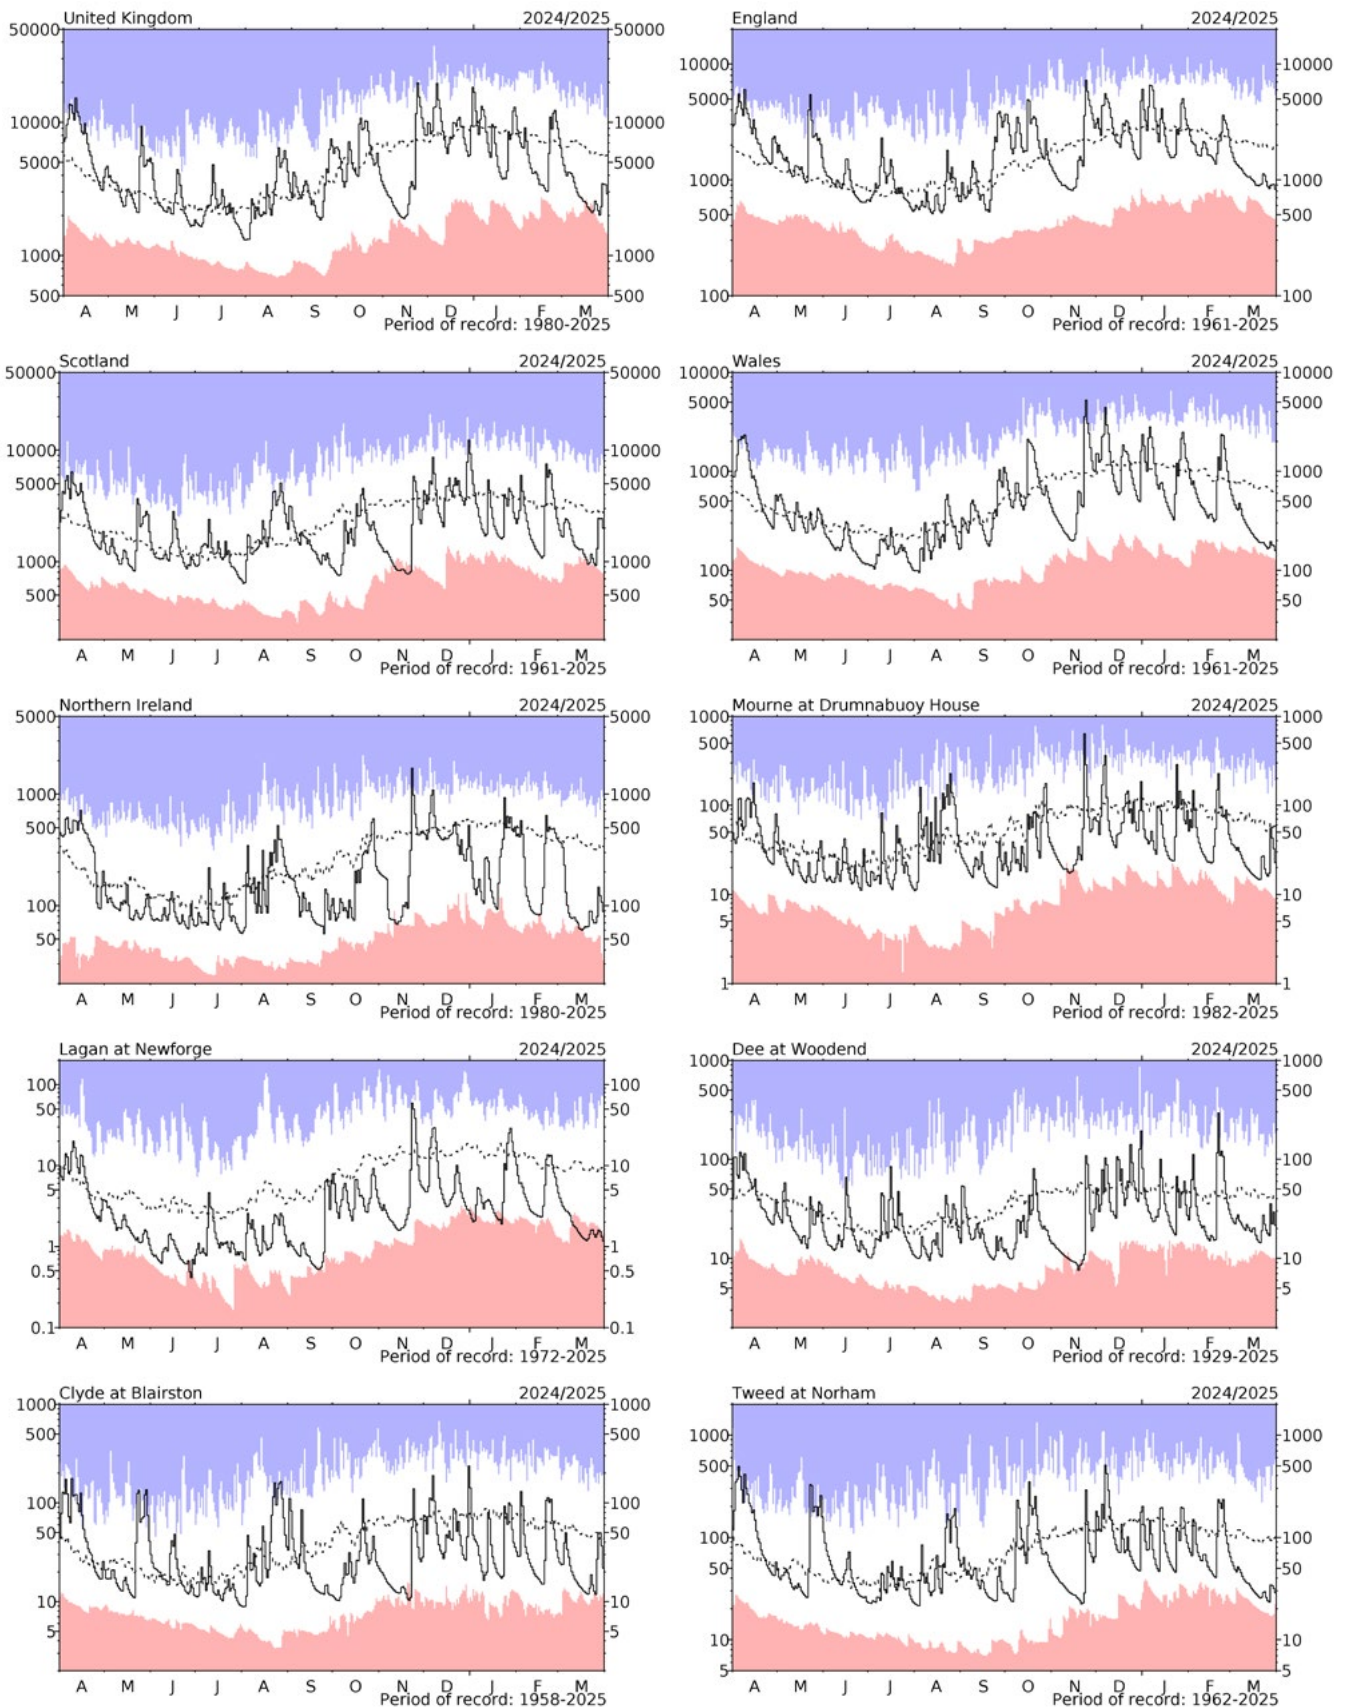 United Kingdom 2024/2025
50000 50000
10000 10000
5000 5000
1000 1000
500 500
A M J J A S O N D J F M
Period of record: 1980-2025
England 2024/2025
10000 10000
5000 5000
1000 1000
500 500
100 100
A M J J A S O N D J F M
Period of record: 1961-2025
Scotland 2024/2025
50000 50000
10000 10000
5000 5000
1000 1000
500 500
A M J J A S O N D J F M
Period of record: 1961-2025
Wales 2024/2025
10000 10000
5000 5000
1000 1000
500 500
100 100
50 50
A M J J A S O N D J F M
Period of record: 1961-2025
Northern Ireland 2024/2025
5000 5000
1000 1000
500 500
100 100
50 50
A M J J A S O N D J F M
Period of record: 1980-2025
Mourne at Drumnabuoy House 2024/2025
1000 1000
500 500
100 100
50 50
10 10
5 5
1 1
A M J J A S O N D J F M
Period of record: 1982-2025
Lagan at Newforge 2024/2025
100 100
50 50
10 10
5 5
1 1
0.5 0.5
0.1 0.1
A M J J A S O N D J F M
Period of record: 1972-2025
Dee at Woodend 2024/2025
1000 1000
500 500
100 100
50 50
10 10
5 5
A M J J A S O N D J F M
Period of record: 1929-2025
Clyde at Blairston 2024/2025
1000 1000
500 500
100 100
50 50
10 10
5 5
A M J J A S O N D J F M
Period of record: 1958-2025
Tweed at Norham 2024/2025
1000 1000
500 500
100 100
50 50
10 10
5 5
A M J J A S O N D J F M
Period of record: 1962-2025